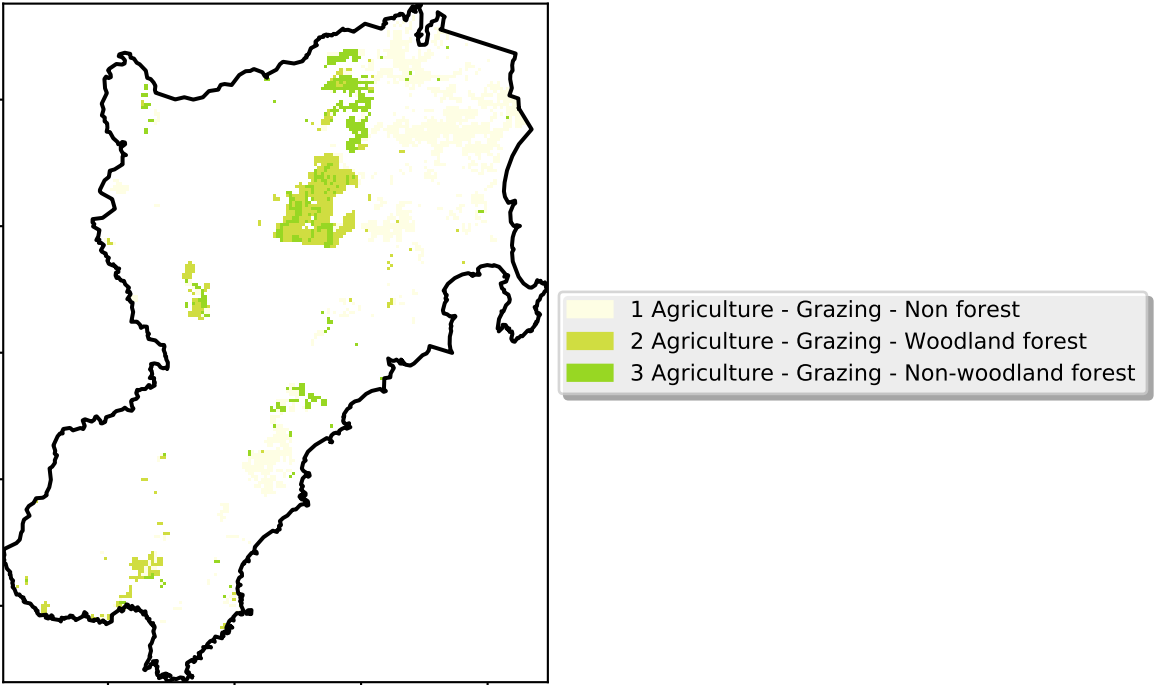 1 Agriculture - Grazing - Non forest
2 Agriculture - Grazing - Woodland forest
3 Agriculture - Grazing - Non-woodland forest